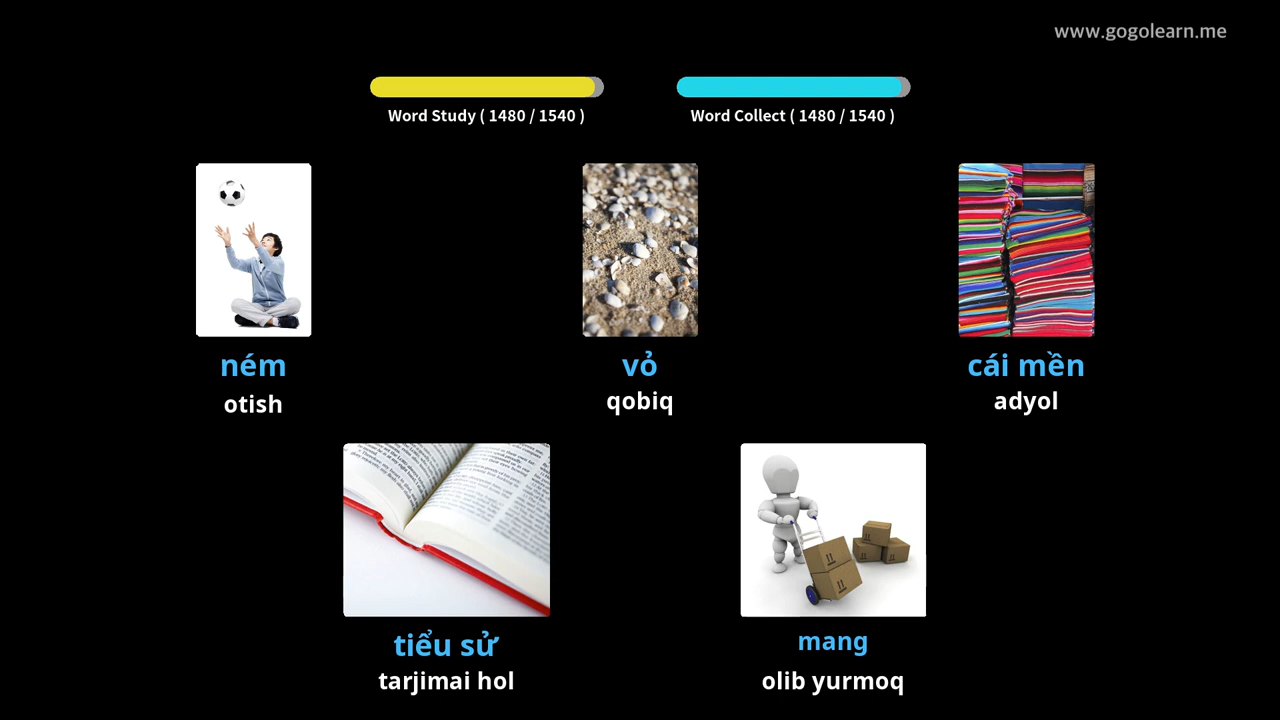 www.gogolearn.me
Word Study ( 1480 / 1540 )
Word Collect ( 1480 / 1540 )
ném
otish
vỏ
qobiq
cái mền
adyol
tiểu sử
tarjimai hol
mang
olib yurmoq